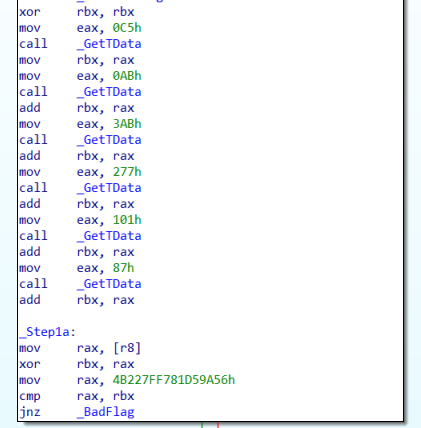 xor rbx, rbx
mov eax, 0C5h
call _GetTData
mov rbx, rax
mov eax, 0ABh
call _GetTData
add rbx, rax
mov eax, 3ABh
call _GetTData
add rbx, rax
mov eax, 277h
call _GetTData
add rbx, rax
mov eax, 101h
call _GetTData
add rbx, rax
mov eax, 87h
call _GetTData
add rbx, rax
_Step1a:
mov rax, [r8]
xor rbx, rax
mov rax, 4B227FF781D59A56h
cmp rax, rbx
jnz _BadFlag